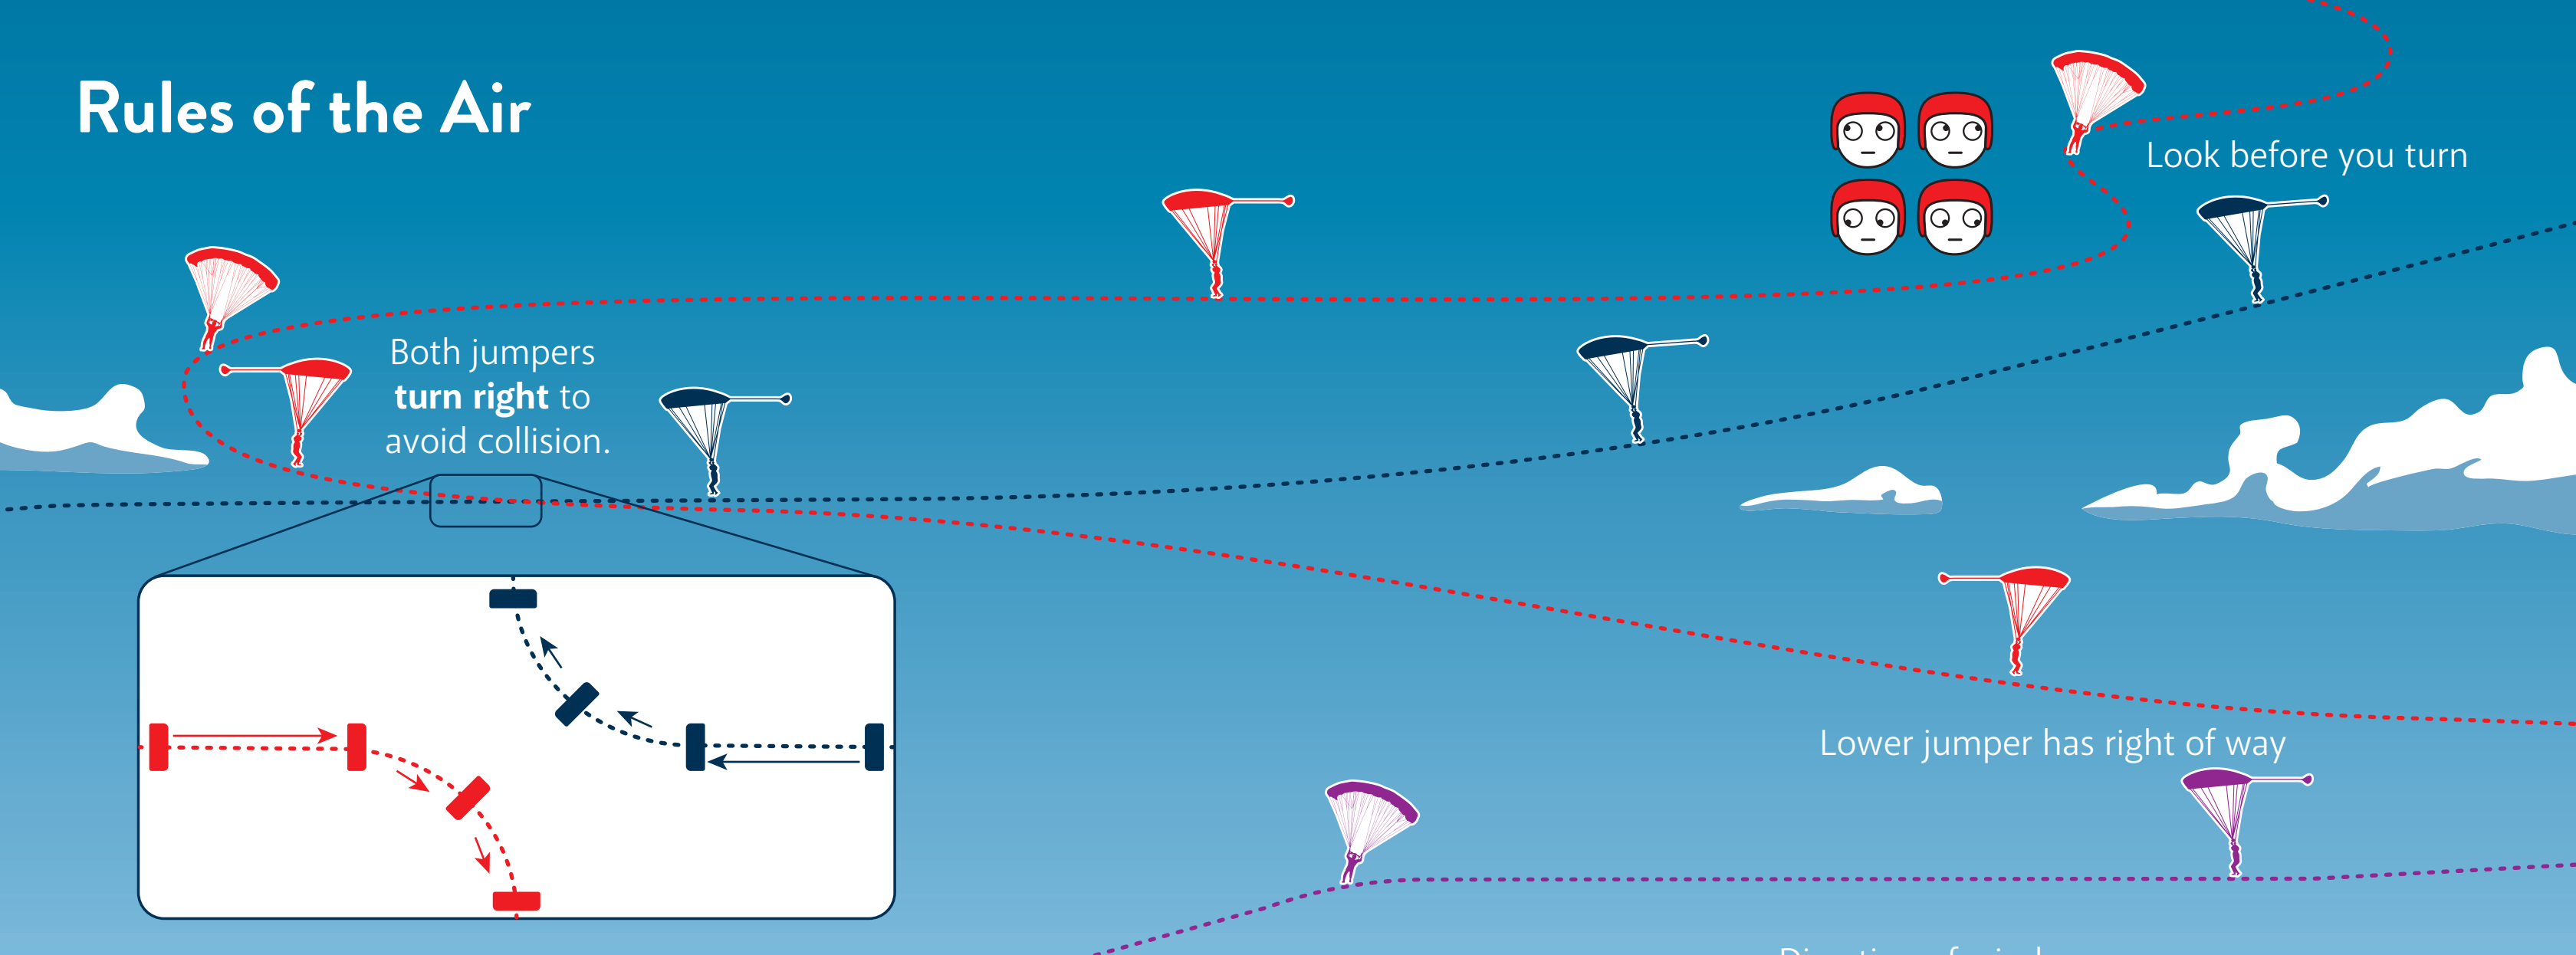 Rules of the Air
Look before you turn
Both jumpers
turn right to
avoid collision.
Lower jumper has right of way